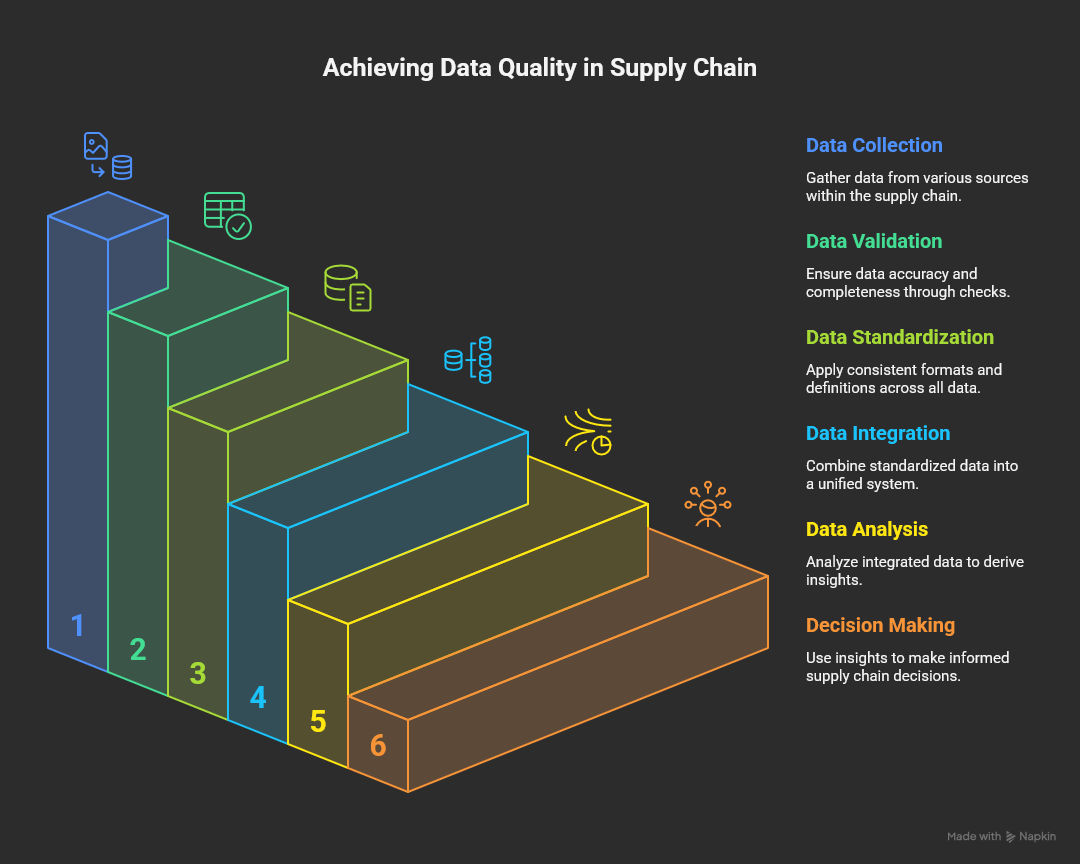 Achieving Data Quality in Supply Chain
Data Collection
Gather data from various sources
within the supply chain.
Data Validation
Ensure data accuracy and
completeness through checks.
Data Standardization
Apply consistent formats and
definitions across all data.
Data Integration
Combine standardized data into
a unified system.
Data Analysis
Analyze integrated data to derive
insights.
Decision Making
Use insights to make informed
supply chain decisions.
1
2
3
4
5
6
Made with Napkin